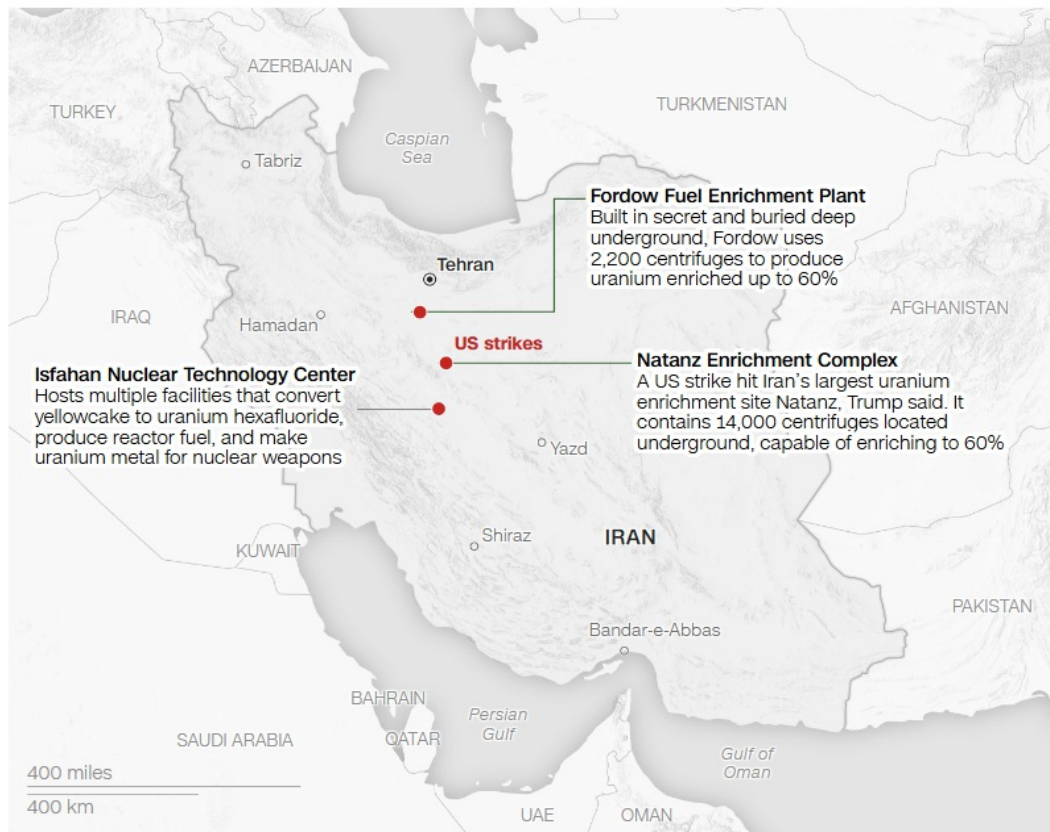 AZERBAIJAN
TURKEY
TURKMENISTAN
Caspian
Sea
Tabriz
Fordow Fuel Enrichment Plant
Built in secret and buried deep
underground, Fordow uses
2,200 centrifuges to produce
uranium enriched up to 60%
Tehran
AFGHANISTAN
IRAQ
Hamadan
US strikes
Natanz Enrichment Complex
A US strike hit Iran’s largest uranium
enrichment site Natanz, Trump said. It
contains 14,000 centrifuges located
underground, capable of enriching to 60%
Isfahan Nuclear Technology Center
Hosts multiple facilities that convert
yellowcake to uranium hexafluoride,
produce reactor fuel, and make
uranium metal for nuclear weapons
Yazd
Shiraz
IRAN
KUWAIT
PAKISTAN
Bandar-e-Abbas
BAHRAIN
Persian
Gulf
SAUDI ARABIA
QATAR
Gulf of
Oman
400 miles
400 km
UAE
OMAN